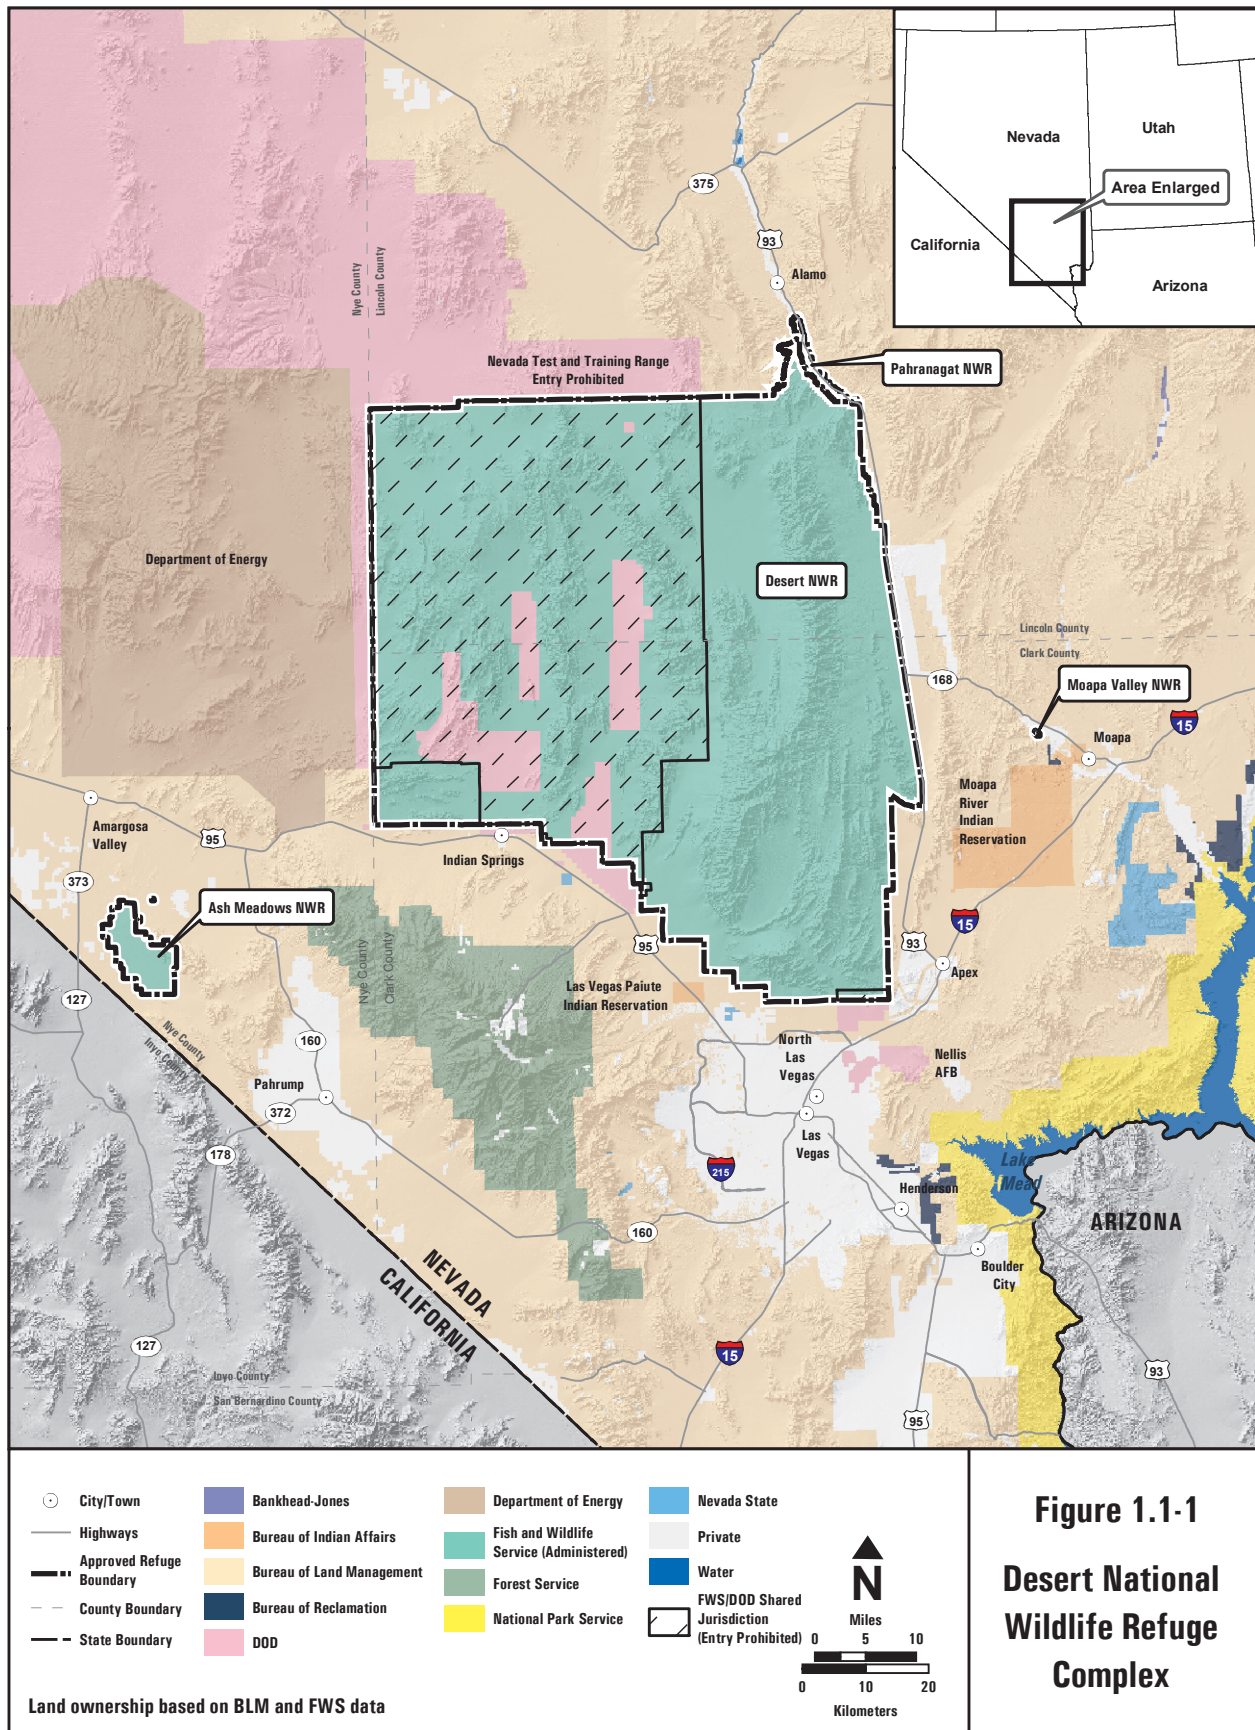 Nevada
Utah
Area Enlarged
California
Arizona
375
93
Alamo
Nye County
Lincoln County
Nevada Test and Training Range
Entry Prohibited
Pahranagat NWR
Department of Energy
Desert NWR
Lincoln County
Clark County
168
Moapa Valley NWR
15
Moapa
Moapa
River
Indian
Reservation
Amargosa
Valley
95
Indian Springs
373
Ash Meadows NWR
Nye County
Clark County
95
93
15
Apex
Las Vegas Paiute
Indian Reservation
127
Nye County
Inyo County
160
North
Las
Vegas
Nellis
AFB
Pahrump
372
Las
Vegas
178
215
Lake
Mead
Henderson
ARIZONA
160
Boulder
City
NEVADA
CALIFORNIA
127
15
93
Inyo County
San Bernardino County
95
City/Town
Highways
Approved Refuge
Boundary
County Boundary
State Boundary
Bankhead-Jones
Bureau of Indian Affairs
Bureau of Land Management
Bureau of Reclamation
DOD
Department of Energy
Fish and Wildlife
Service (Administered)
Forest Service
National Park Service
Nevada State
Private
Water
FWS/DOD Shared
Jurisdiction
(Entry Prohibited)
N
Miles
0 5 10
0 10 20
Kilometers
Land ownership based on BLM and FWS data
Figure 1.1-1
Desert National
Wildlife Refuge
Complex